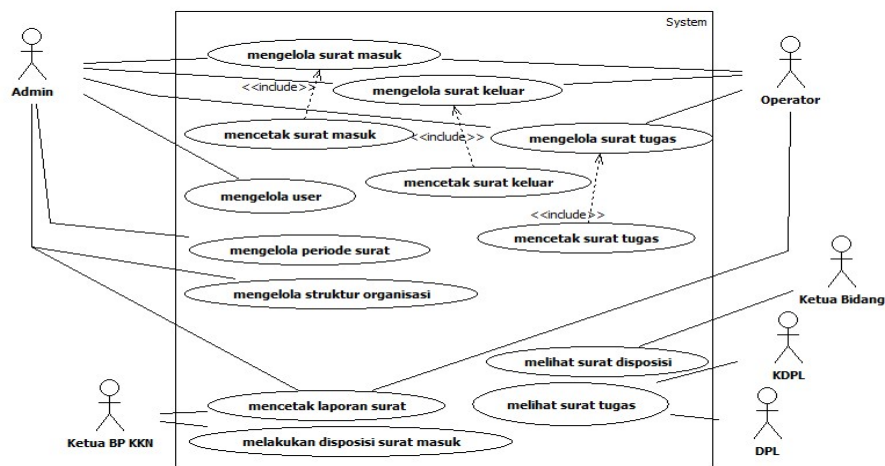 System
mengelola surat masuk
Admin
<<include>>
mengelola surat keluar
Operator
mencetak surat masuk
<<include>>
mengelola surat tugas
mencetak surat keluar
mengelola user
<<include>>
mencetak surat tugas
mengelola periode surat
mengelola struktur organisasi
Ketua Bidang
melihat surat disposisi
KDPL
mencetak laporan surat
melihat surat tugas
Ketua BP KKN
melakukan disposisi surat masuk
DPL